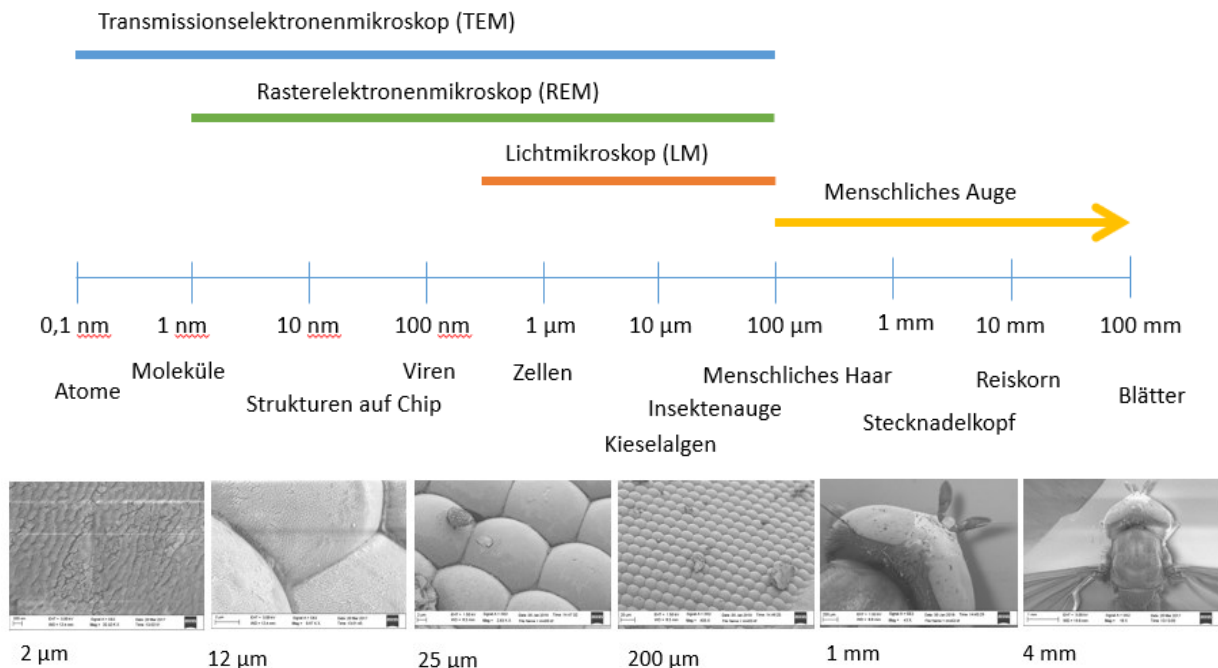 Transmissionselektronenmikroskop (TEM)
Rasterelektronenmikroskop (REM)
Lichtmikroskop (LM)
Menschliches Auge
0,1 nm 1 nm 10 nm 100 nm 1 µm 10 µm 100 µm 1 mm 10 mm 100 mm
Atome Moleküle Strukturen auf Chip Viren Zellen Kieselalgen Insektenauge Menschliches Haar Stecknadelkopf Reiskorn Blätter
2 µm 12 µm 25 µm 200 µm 1 mm 4 mm